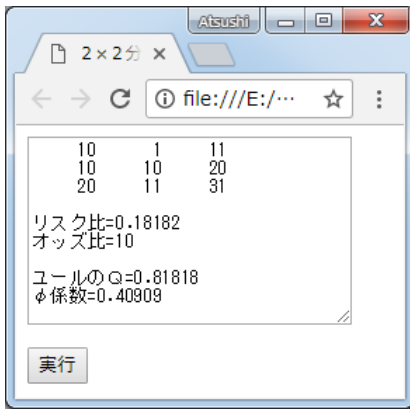 Atsushi
2×2分
file:///E:/…
10 1 11
10 10 20
20 11 31
リスク比=0.18182
オッズ比=10
ユールのQ=0.81818
φ係数=0.40909
実行